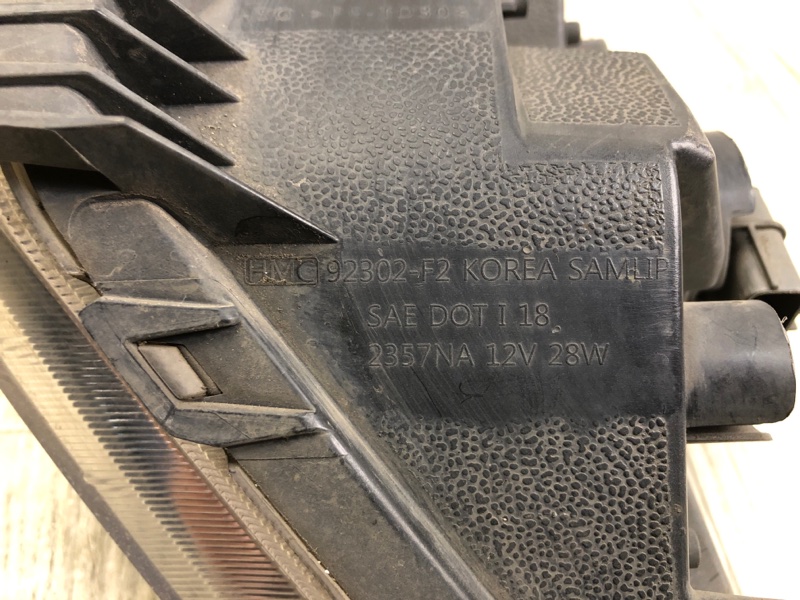 HMC 92302-F2 KOREA SAMLIP
SAE DOT I 18
2357NA 12V 28W